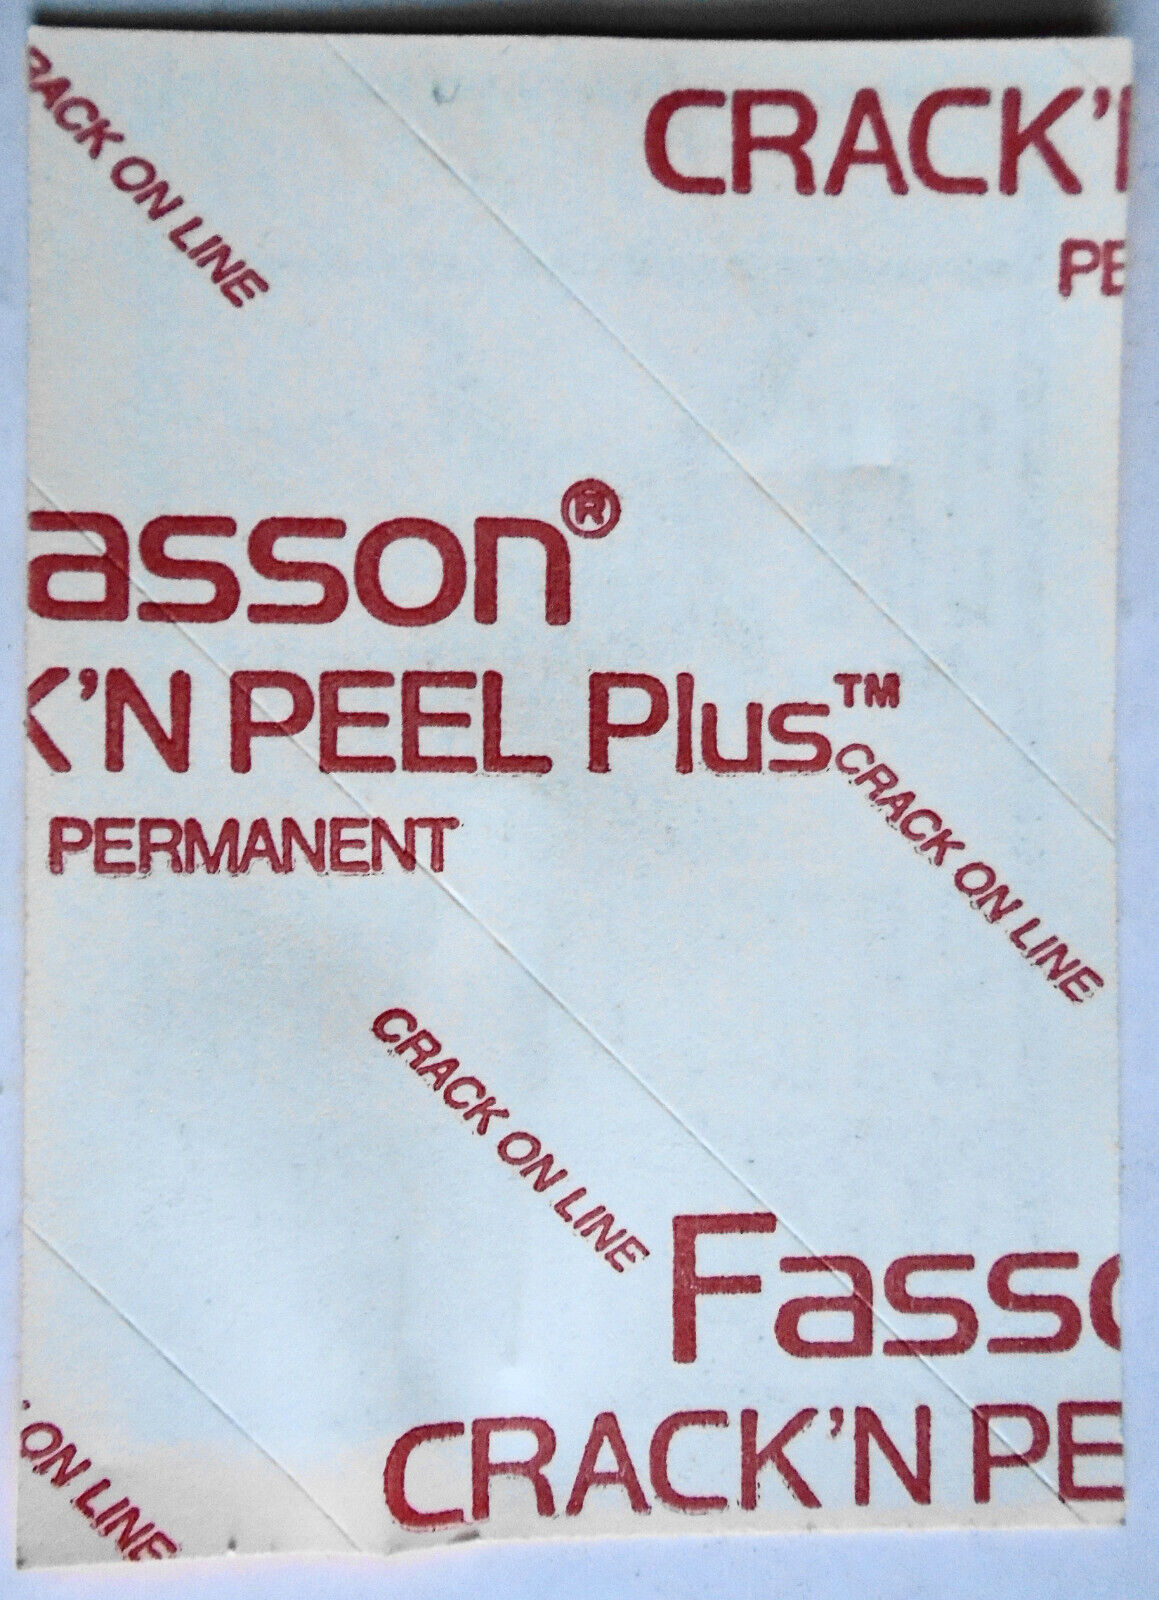 RACK ON LINE
CRACK'N
PE
asson®
K'N PEEL Plus™
PERMANENT
CRACK ON LINE
CRACK ON LINE
Fasso
CRACK'N PE
ON LINE